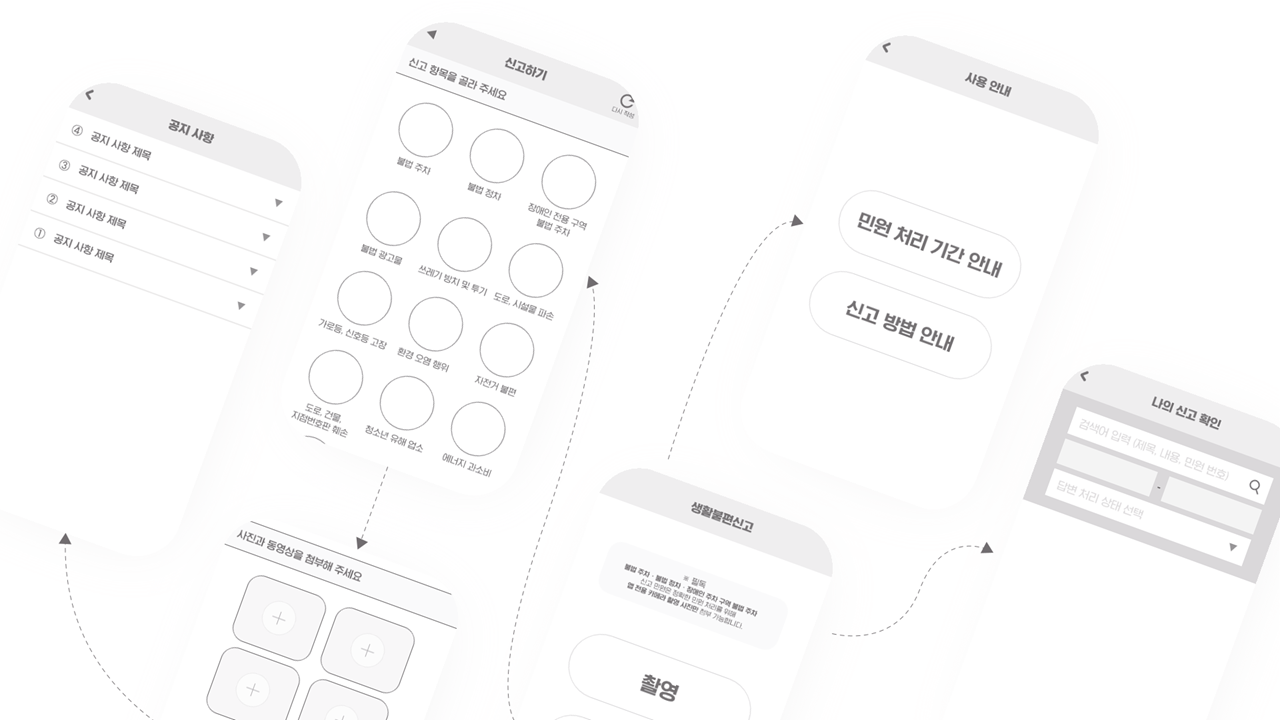 공지 사항
④ 공지 사항 제목
③ 공지 사항 제목
② 공지 사항 제목
① 공지 사항 제목
신고하기
신고 항목을 골라 주세요
다시 작성
불법 주차
불법 정차
장애인 전용 구역
불법 주차
불법 광고물
쓰레기 방치 및 투기
도로, 시설물 파손
가로등, 신호등 고장
환경 오염 행위
자전거 불편
도로, 건물,
지점번호판 훼손
청소년 유해 업소
에너지 과소비
사진과 동영상을 첨부해 주세요
생활불편신고
※ 필독
불법 주차 · 불법 정차 · 장애인 주차 구역 불법 주차
신고 민원은 정확한 민원 처리를 위해
앱 전용 카메라 촬영 사진만 첨부 가능합니다.
촬영
사용 안내
민원 처리 기간 안내
신고 방법 안내
나의 신고 확인
검색어 입력 (제목, 내용, 민원 번호)
-
답변 처리 상태 선택